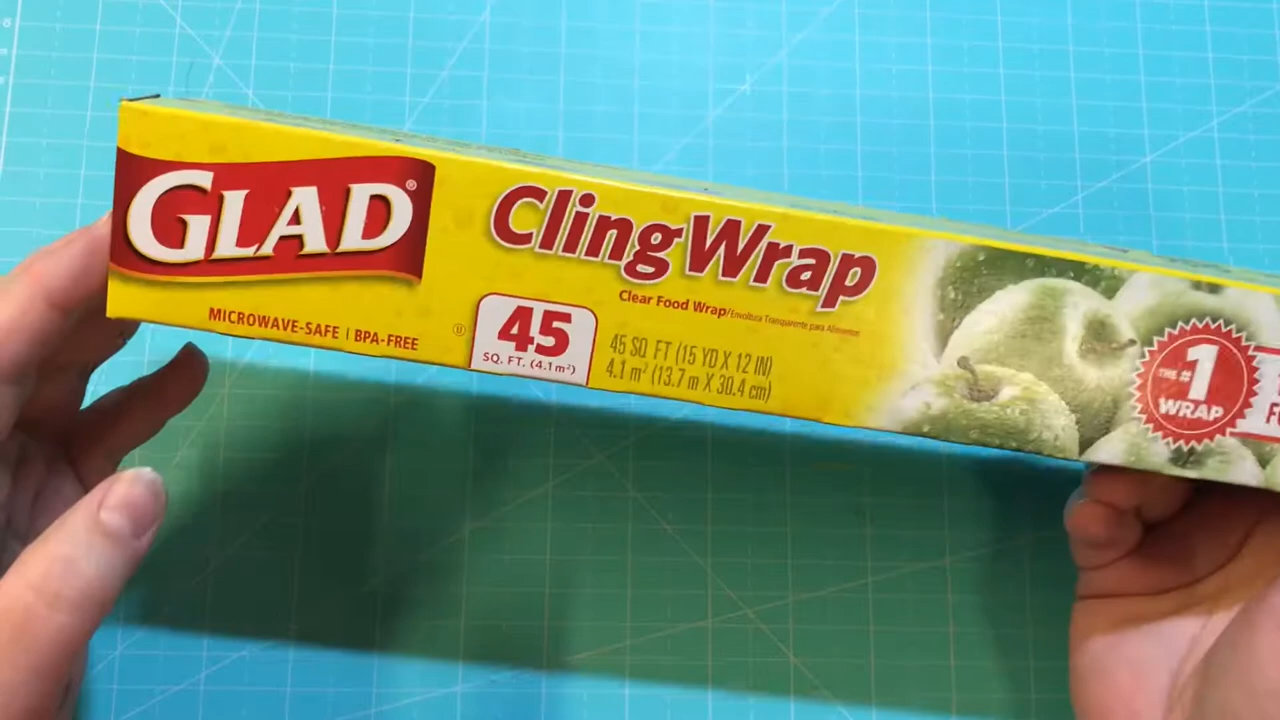 GLAD®
ClingWrap
Clear Food Wrap/Envoltura Transparente para Alimentos
MICROWAVE-SAFE | BPA-FREE
U
45
SQ. FT. (4.1m²)
45 SQ FT (15 YD X 12 IN)
4.1 m² (13.7 m X 30.4 cm)
THE #1
WRAP